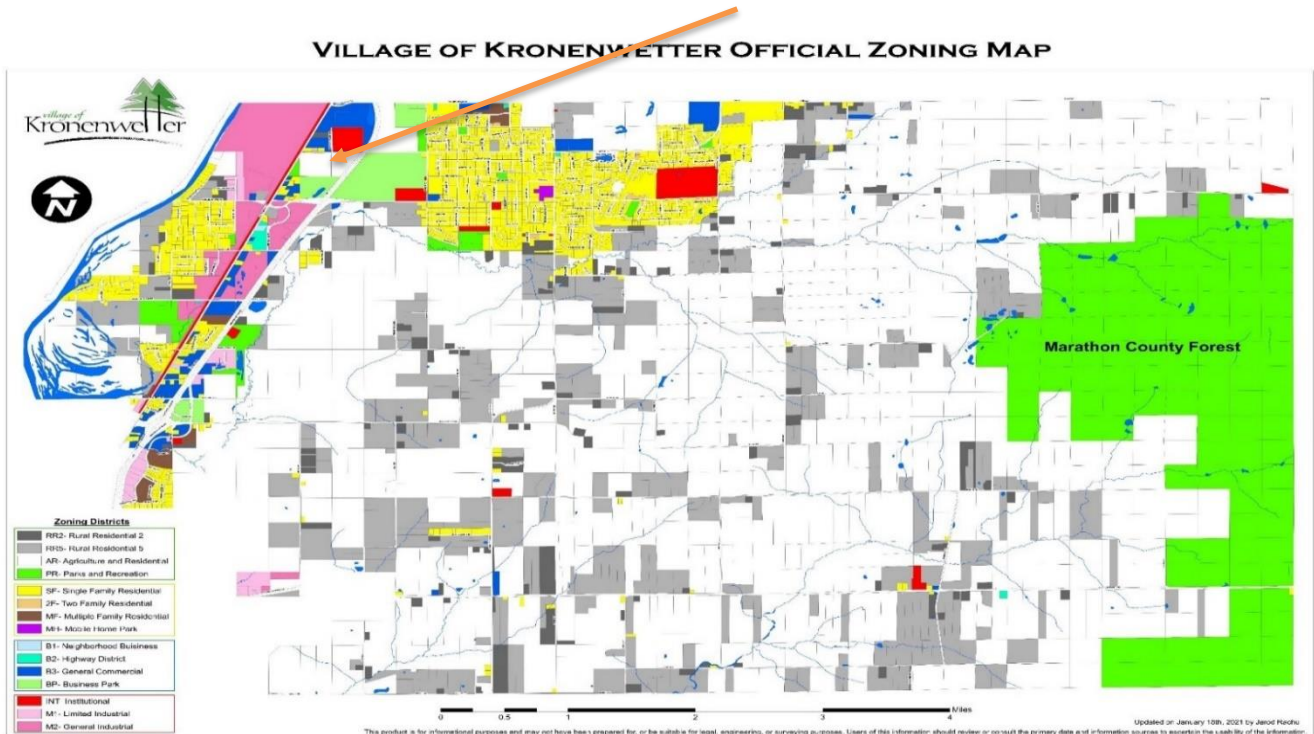 VILLAGE OF KRONENWETTER OFFICIAL ZONING MAP
village of
Kronenwetter
N
Marathon County Forest
Zoning Districts
RR2- Rural Residential 2
RR5- Rural Residential 5
AR- Agriculture and Residential
PR- Parks and Recreation
SF- Single Family Residential
2F- Two Family Residential
MF- Multiple Family Residential
MH- Mobile Home Park
B1- Neighborhood Buisiness
B2- Highway District
B3- General Commercial
BP- Business Park
INT Institutional
M1- Limited Industrial
M2- General Industrial
0 0.5 1 2 3 4 Miles
Updated on January 18th, 2021 by Jarod Rachu
This product is for informational purposes and may not have been prepared for, or be suitable for legal, engineering, or surveying purposes. Users of this information should review or consult the primary data and information sources to ascertain the usability of the information.